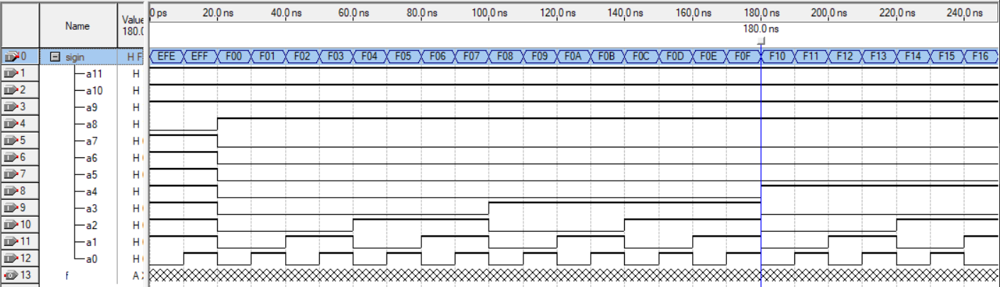 0 ps 20.0 ns 40.0 ns 60.0 ns 80.0 ns 100.0 ns 120.0 ns 140.0 ns 160.0 ns 180.0 ns 200.0 ns 220.0 ns 240.0 ns
Name Value
180.0 180.0 ns
0 sigin H F EFE EFF F00 F01 F02 F03 F04 F05 F06 F07 F08 F09 F0A F0B F0C F0D F0E F0F F10 F11 F12 F13 F14 F15 F16
1 a11 H
2 a10 H
3 a9 H
4 a8 H
5 a7 H
6 a6 H
7 a5 H
8 a4 H
9 a3 H
10 a2 H
11 a1 H
12 a0 H
13 f A